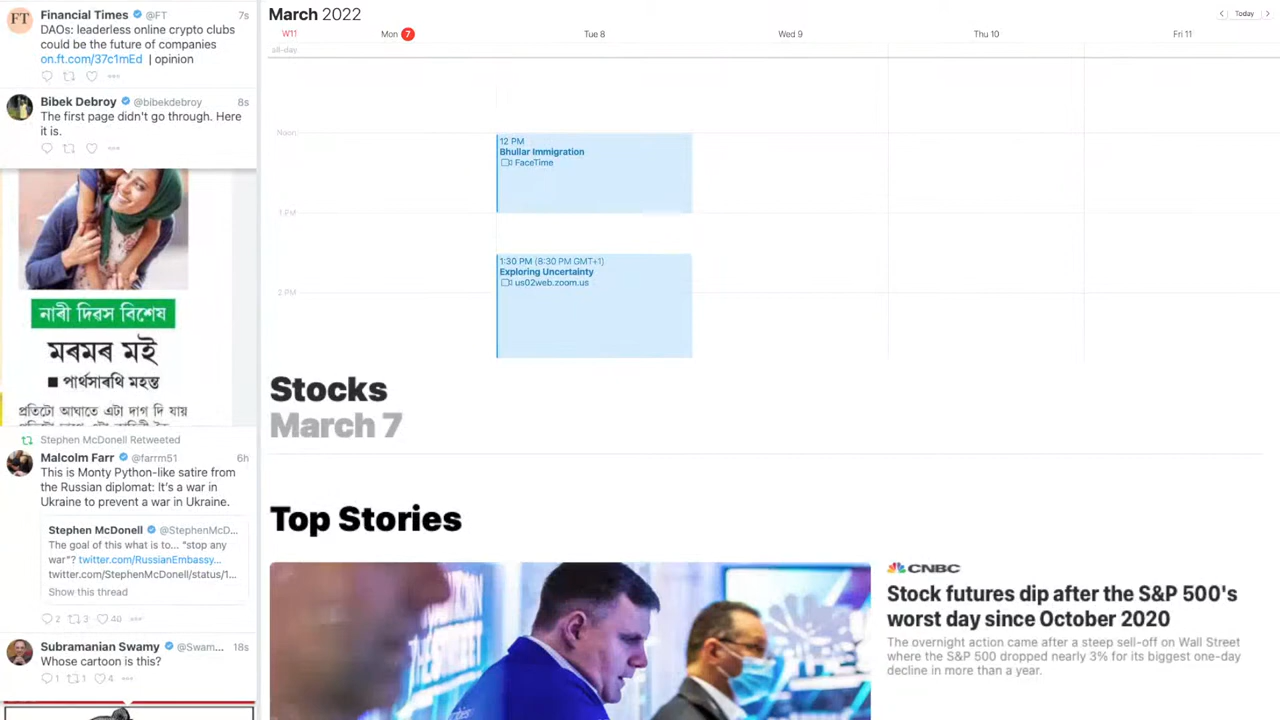 Financial Times @FT 7s
DAOs: leaderless online crypto clubs
could be the future of companies
on.ft.com/37c1mEd | opinion
Bibek Debroy @bibekdebroy 8s
The first page didn't go through. Here
it is.
নাৰী দিৱস বিশেষ
মৰমৰ মই
■ পাৰ্থসাৰথি মহন্ত
প্ৰতিটো আঘাতে এটা দাগ দি যায়
Stephen McDonell Retweeted
Malcolm Farr @farrm51 6h
This is Monty Python-like satire from
the Russian diplomat: It's a war in
Ukraine to prevent a war in Ukraine.
Stephen McDonell @StephenMcD...
The goal of this what is to... "stop any
war"? twitter.com/RussianEmbassy...
twitter.com/StephenMcDonell/status/1...
Show this thread
2 3 40
Subramanian Swamy @Swam... 18s
Whose cartoon is this?
1 1 4
March 2022
< Today >
W11 Mon 7 Tue 8 Wed 9 Thu 10 Fri 11
all-day
Noon
12 PM
Bhullar Immigration
FaceTime
1 PM
1:30 PM (8:30 PM GMT+1)
Exploring Uncertainty
us02web.zoom.us
2 PM
Stocks
March 7
Top Stories
CNBC
Stock futures dip after the S&P 500's
worst day since October 2020
The overnight action came after a steep sell-off on Wall Street
where the S&P 500 dropped nearly 3% for its biggest one-day
decline in more than a year.